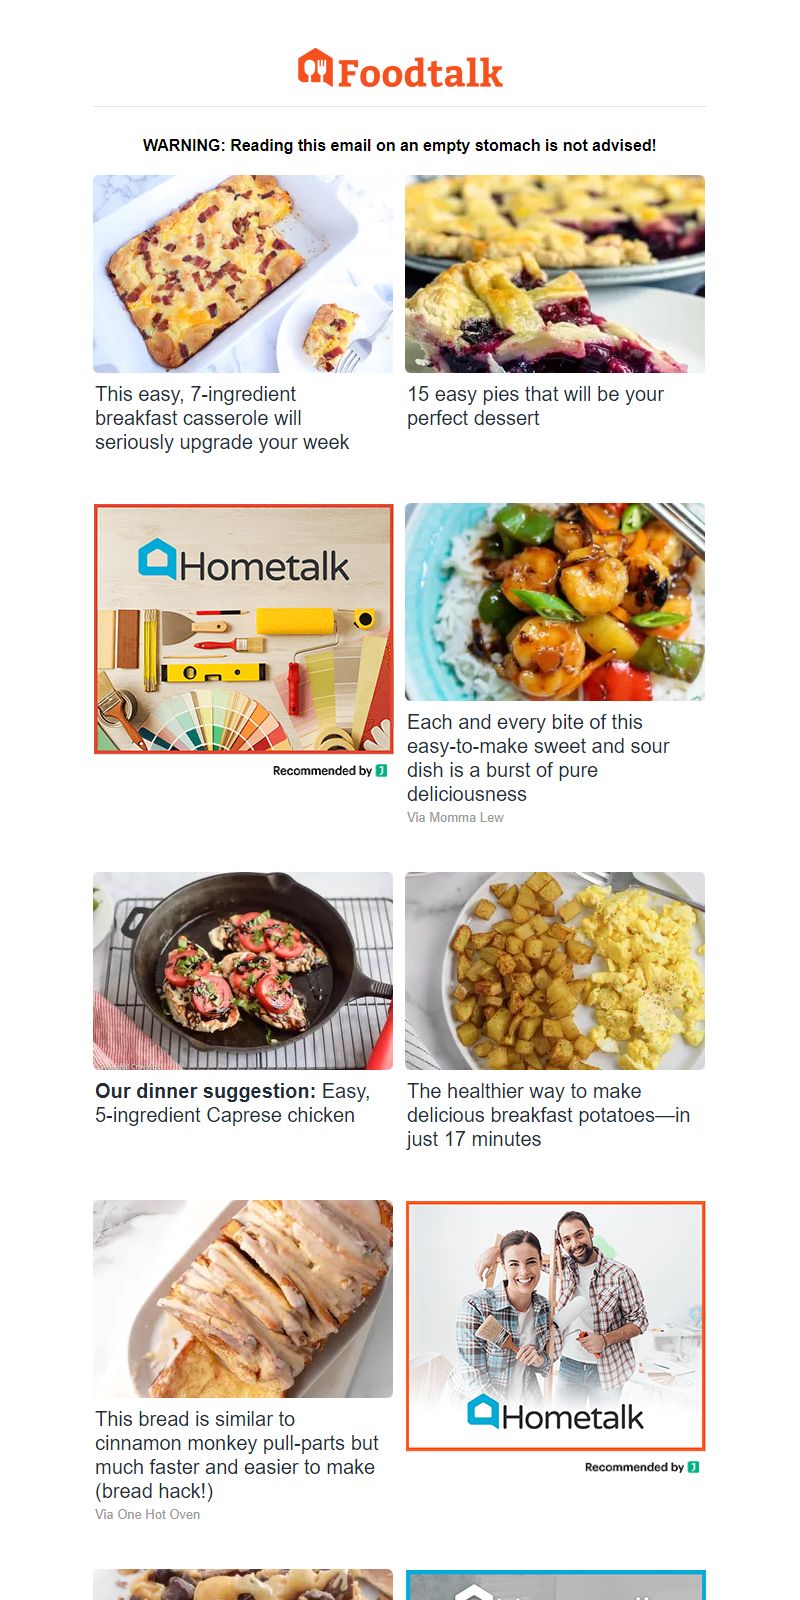 Foodtalk
WARNING: Reading this email on an empty stomach is not advised!
This easy, 7-ingredient
breakfast casserole will
seriously upgrade your week
15 easy pies that will be your
perfect dessert
Hometalk
Recommended by
Each and every bite of this
easy-to-make sweet and sour
dish is a burst of pure
deliciousness
Via Momma Lew
Our dinner suggestion: Easy,
5-ingredient Caprese chicken
The healthier way to make
delicious breakfast potatoes—in
just 17 minutes
This bread is similar to
cinnamon monkey pull-parts but
much faster and easier to make
(bread hack!)
Via One Hot Oven
Hometalk
Recommended by